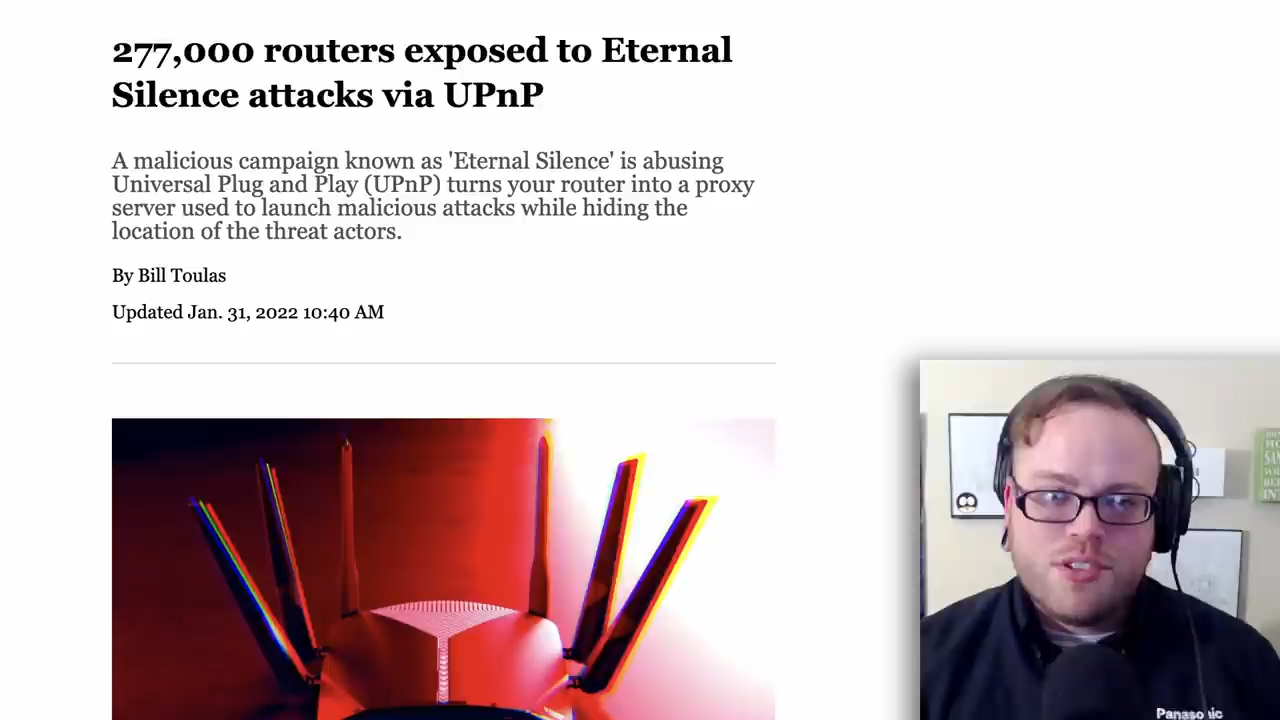 277,000 routers exposed to Eternal
Silence attacks via UPnP
A malicious campaign known as 'Eternal Silence' is abusing
Universal Plug and Play (UPnP) turns your router into a proxy
server used to launch malicious attacks while hiding the
location of the threat actors.
By Bill Toulas
Updated Jan. 31, 2022 10:40 AM
Panasonic